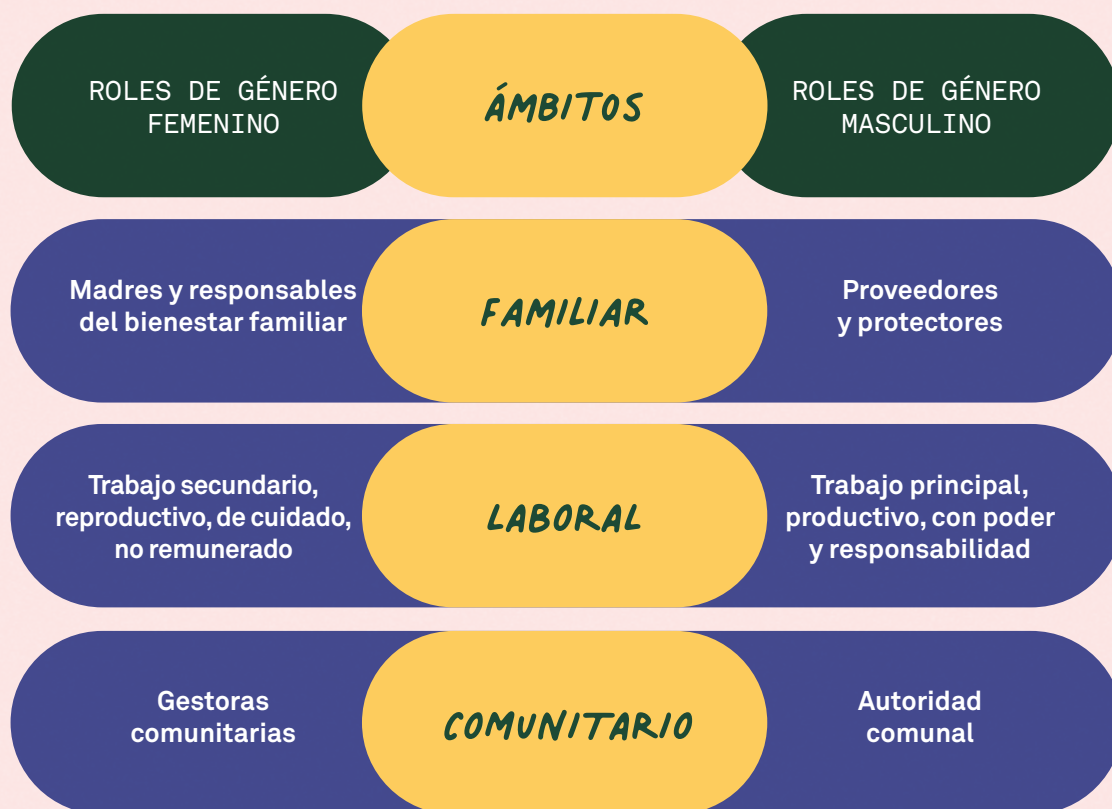 ROLES DE GÉNERO
FEMENINO
ÁMBITOS
ROLES DE GÉNERO
MASCULINO
Madres y responsables
del bienestar familiar
FAMILIAR
Proveedores
y protectores
Trabajo secundario,
reproductivo, de cuidado,
no remunerado
LABORAL
Trabajo principal,
productivo, con poder
y responsabilidad
Gestoras
comunitarias
COMUNITARIO
Autoridad
comunal